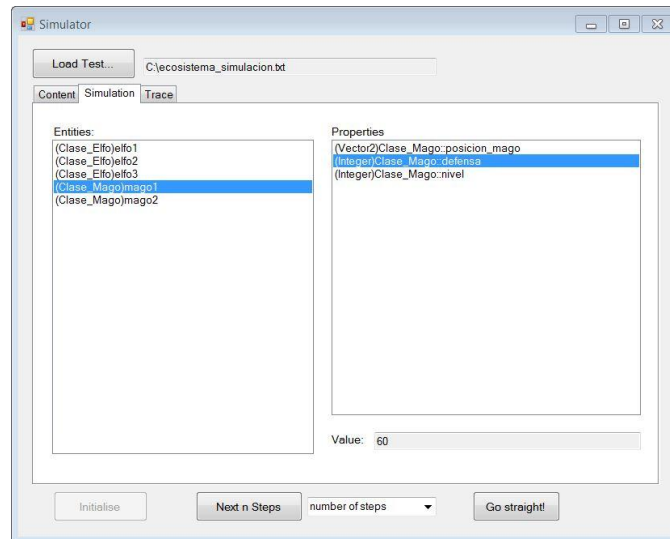 Simulator
Load Test...
C:\ecosistema_simulacion.txt
Content Simulation Trace
Entities:
(Clase_Elfo)elfo1
(Clase_Elfo)elfo2
(Clase_Elfo)elfo3
(Clase_Mago)mago1
(Clase_Mago)mago2
Properties
(Vector2)Clase_Mago::posicion_mago
(Integer)Clase_Mago::defensa
(Integer)Clase_Mago::nivel
Value: 60
Initialise
Next n Steps
number of steps
Go straight!